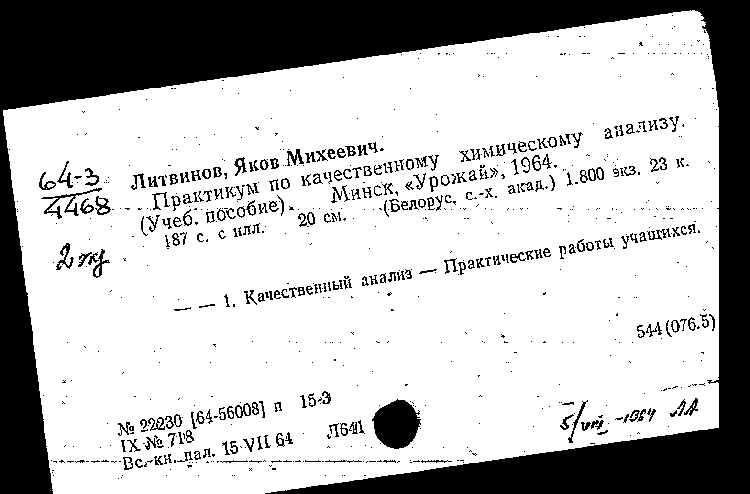 64-3
4468
2 экз
Литвинов, Яков Михеевич.
Практикум по качественному химическому анализу.
(Учеб. пособие). Минск, «Урожай», 1964.
187 с. с илл. 20 см. (Белорус. с.-х. акад.) 1.800 экз. 23 к.
— — 1. Качественный анализ — Практические работы учащихся.
544(076.5)
№ 22230 [64-56008] п 15-3
IX № 718
Вс. кн. пал. 15 VII 64 Л641
5/VIII-1964 ЛЛ